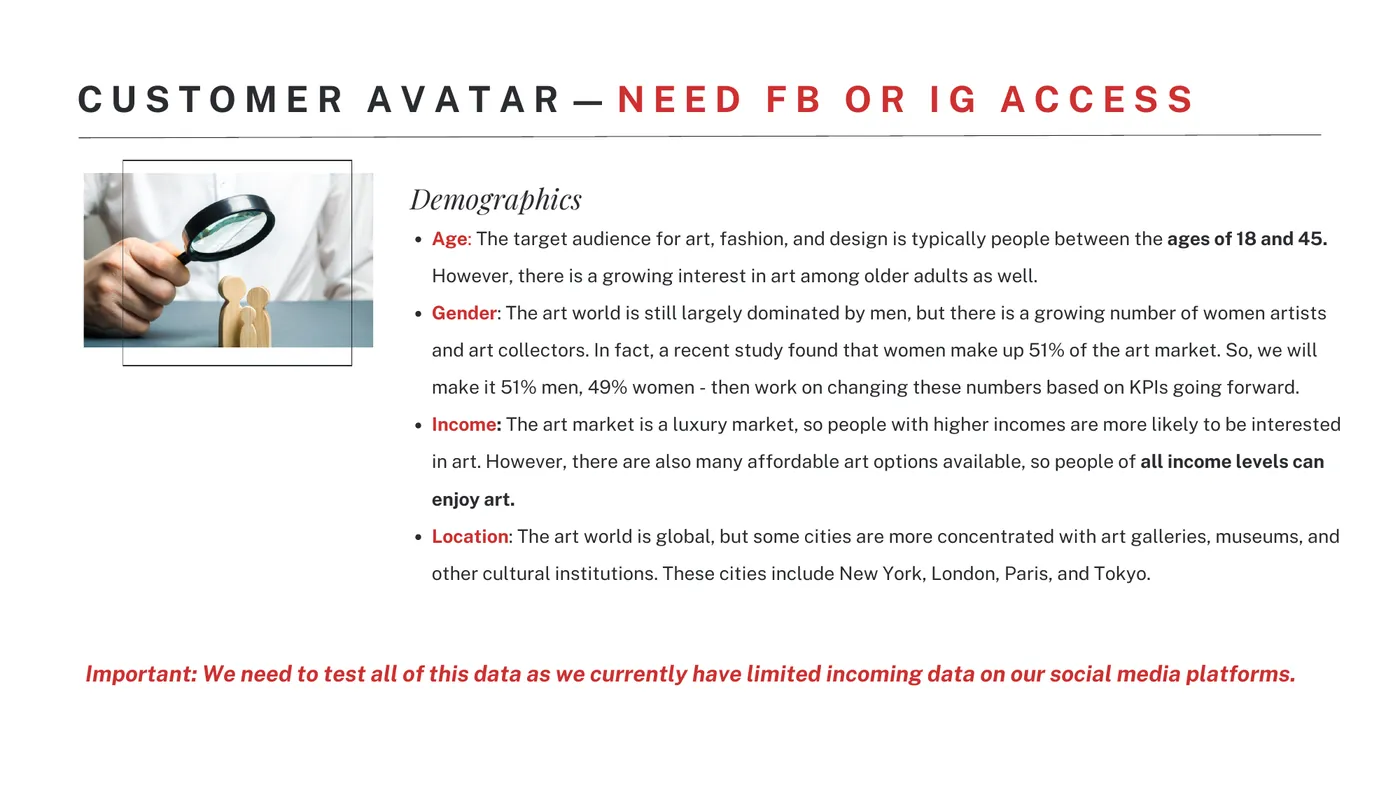 CUSTOMER AVATAR — NEED FB OR IG ACCESS
Demographics
• Age: The target audience for art, fashion, and design is typically people between the ages of 18 and 45.
However, there is a growing interest in art among older adults as well.
• Gender: The art world is still largely dominated by men, but there is a growing number of women artists
and art collectors. In fact, a recent study found that women make up 51% of the art market. So, we will
make it 51% men, 49% women - then work on changing these numbers based on KPIs going forward.
• Income: The art market is a luxury market, so people with higher incomes are more likely to be interested
in art. However, there are also many affordable art options available, so people of all income levels can
enjoy art.
• Location: The art world is global, but some cities are more concentrated with art galleries, museums, and
other cultural institutions. These cities include New York, London, Paris, and Tokyo.
Important: We need to test all of this data as we currently have limited incoming data on our social media platforms.